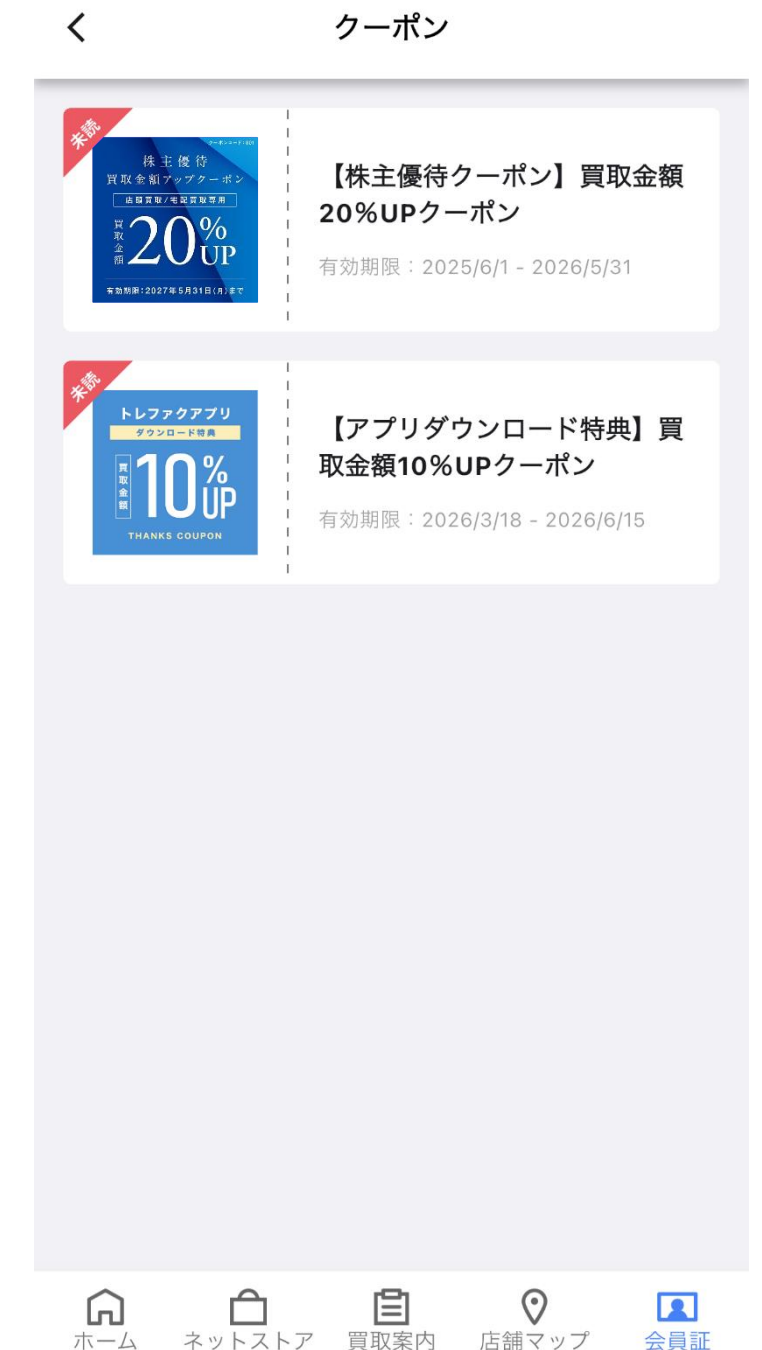 クーポン
未読
クーポンコード:801
株主優待
買取金額アップクーポン
店頭買取/宅配買取専用
買取金額
20%UP
有効期限:2027年5月31日(月)まで
【株主優待クーポン】買取金額
20%UPクーポン
有効期限：2025/6/1 - 2026/5/31
未読
トレファクアプリ
ダウンロード特典
買取金額
10%UP
THANKS COUPON
【アプリダウンロード特典】買
取金額10%UPクーポン
有効期限：2026/3/18 - 2026/6/15
ホーム
ネットストア
買取案内
店舗マップ
会員証